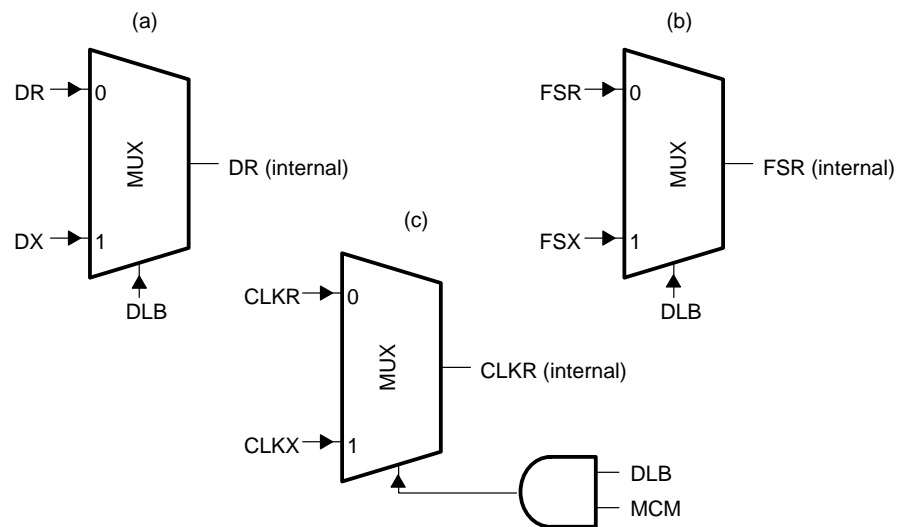 (a)
DR
0
MUX
DR (internal)
DX
1
DLB
(b)
FSR
0
MUX
FSR (internal)
FSX
1
DLB
(c)
CLKR
0
MUX
CLKR (internal)
CLKX
1
DLB
MCM